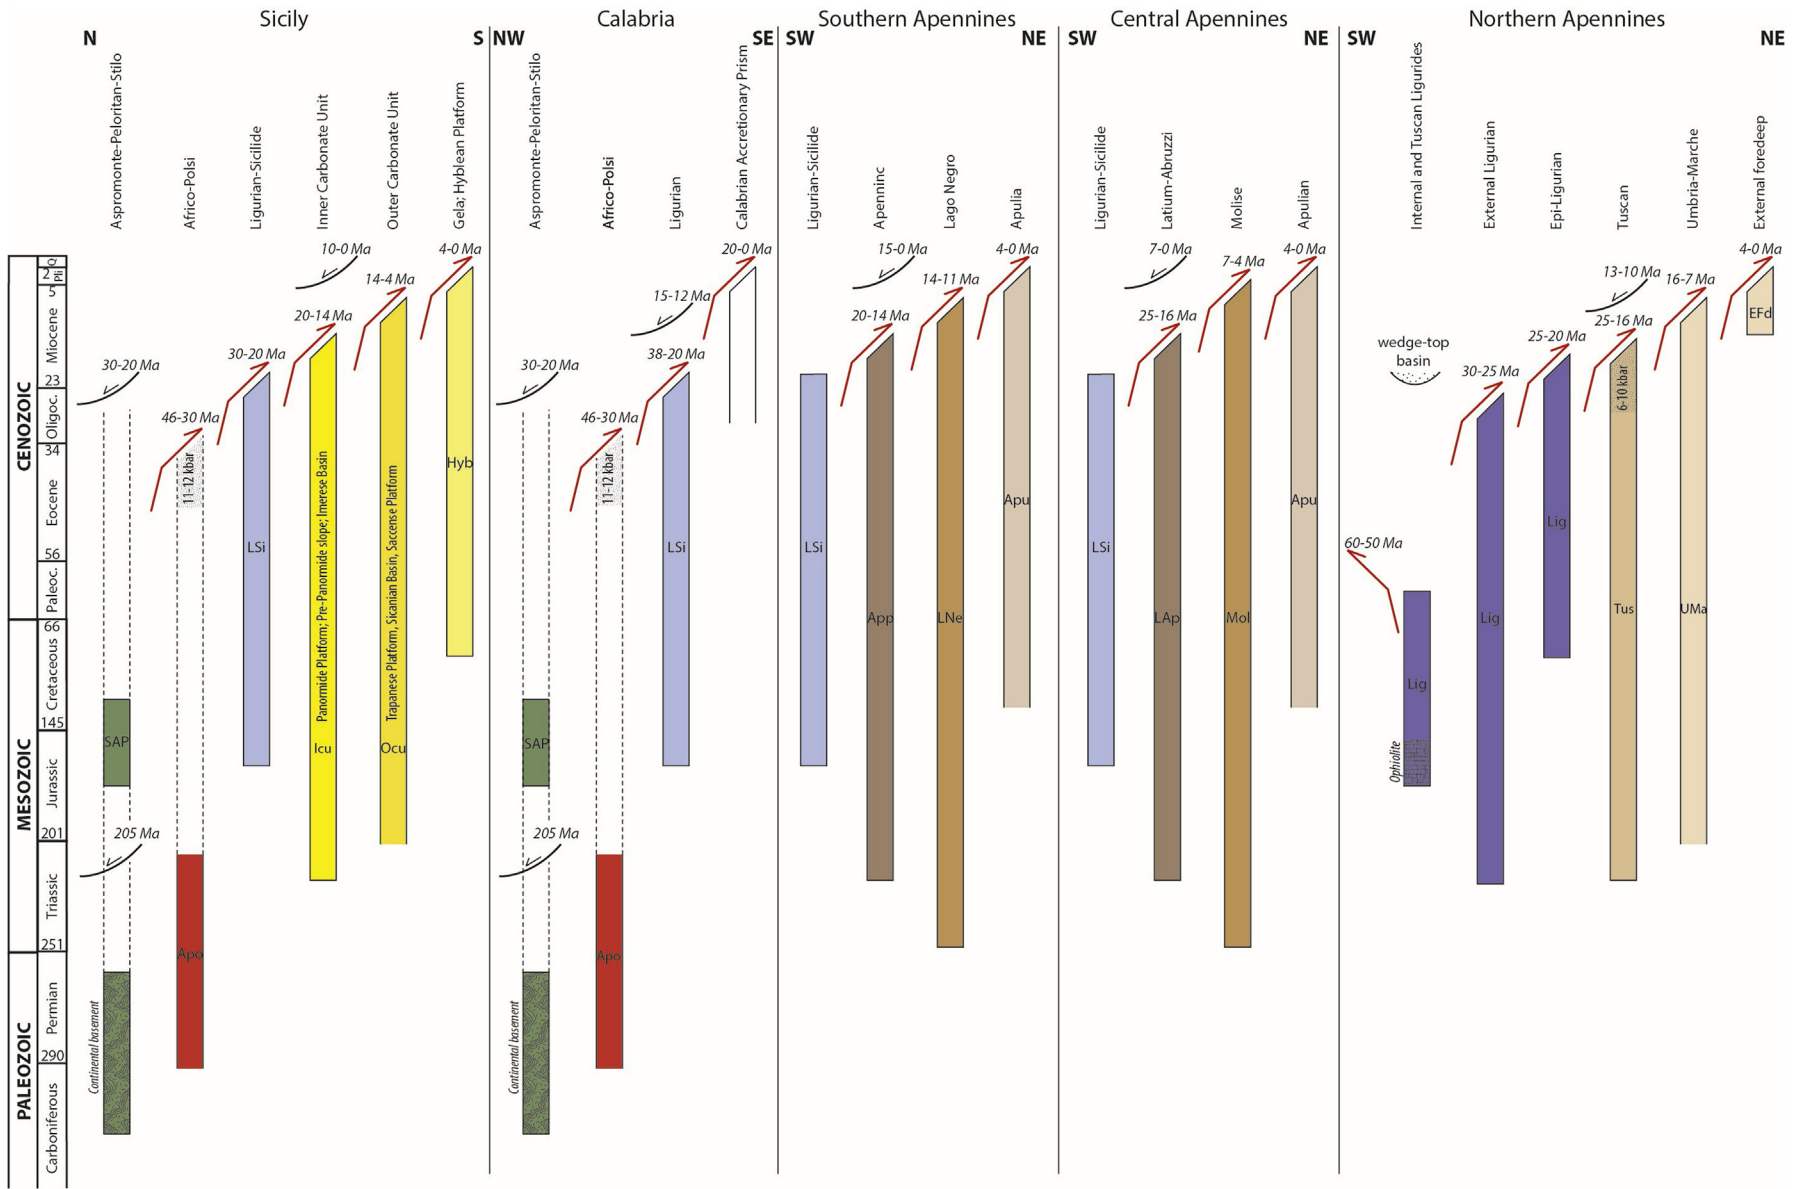 Sicily
Calabria
Southern Apennines
Central Apennines
Northern Apennines
N
S
NW
SE
SW
NE
SW
NE
SW
NE
Aspromonte-Peloritan-Stilo
Africo-Polsi
Ligurian-Sicilide
Inner Carbonate Unit
Outer Carbonate Unit
Gela; Hyblean Platform
Aspromonte-Peloritan-Stilo
Africo-Polsi
Ligurian
Calabrian Accretionary Prism
Ligurian-Sicilide
Apenninc
Lago Negro
Apulia
Ligurian-Sicilide
Latium-Abruzzi
Molise
Apulian
Internal and Tuscan Ligurides
External Ligurian
Epi-Ligurian
Tuscan
Umbria-Marche
External foredeep
CENOZOIC
MESOZOIC
PALEOZOIC
Q
2
Pli
5
Miocene
23
Oligoc.
34
Eocene
56
Paleoc.
66
Cretaceous
145
Jurassic
201
Triassic
251
Permian
290
Carboniferous
30-20 Ma
205 Ma
SAP
Continental basement
46-30 Ma
11-12 kbar
Apo
30-20 Ma
LSi
10-0 Ma
20-14 Ma
Panormide Platform; Pre-Panormide slope; Imerese Basin
Icu
14-4 Ma
Trapanese Platform, Sicanian Basin, Saccense Platform
Ocu
4-0 Ma
Hyb
30-20 Ma
205 Ma
SAP
Continental basement
46-30 Ma
11-12 kbar
Apo
15-12 Ma
38-20 Ma
LSi
20-0 Ma
LSi
15-0 Ma
20-14 Ma
App
14-11 Ma
LNe
4-0 Ma
Apu
LSi
7-0 Ma
25-16 Ma
LAp
7-4 Ma
Mol
4-0 Ma
Apu
wedge-top
basin
60-50 Ma
Lig
Ophiolite
30-25 Ma
Lig
25-20 Ma
Lig
13-10 Ma
25-16 Ma
6-10 kbar
Tus
16-7 Ma
UMa
4-0 Ma
EFd